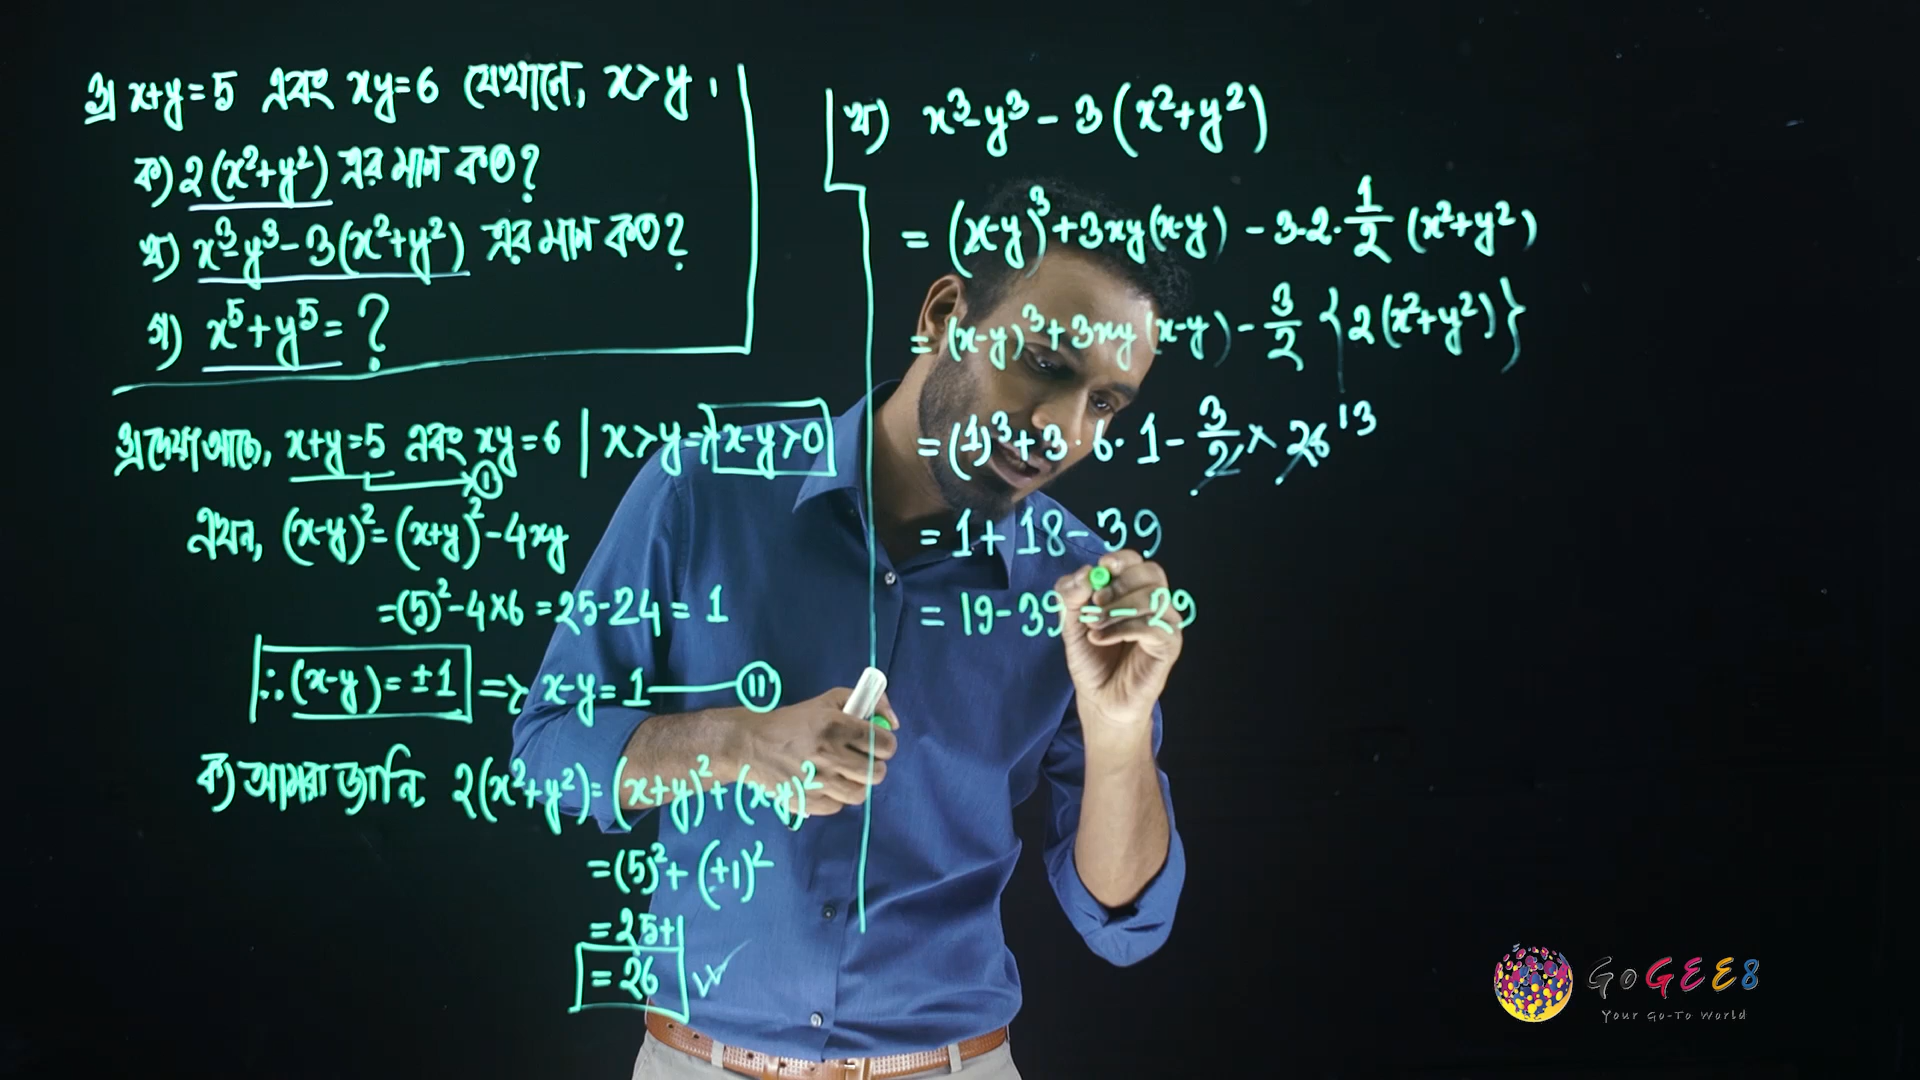 প্রঃ x+y=5 এবং xy=6 যেখানে, x>y ।
ক) 2(x²+y²) এর মান কত?
খ) x³-y³-3(x²+y²) এর মান কত?
গ) x⁵+y⁵= ?
দেওয়া আছে, x+y=5 এবং xy=6 | x>y ⇒ x-y>0
(I)
এখন, (x-y)²=(x+y)²-4xy
=(5)²-4×6 =25-24 = 1
∴(x-y)=±1 ⇒ x-y=1 — (II)
ক) আমরা জানি, 2(x²+y²)=(x+y)²+(x-y)²
=(5)²+(±1)²
=25+1
=26
খ) x³-y³-3(x²+y²)
= (x-y)³+3xy(x-y) - 3·2·1/2 (x²+y²)
= (x-y)³+3xy(x-y) - 3/2 {2(x²+y²)}
= (1)³+3·6·1 - 3/2 × 26 13
= 1+18-39
= 19-39 = -29
GoGEE8
Your Go-To World